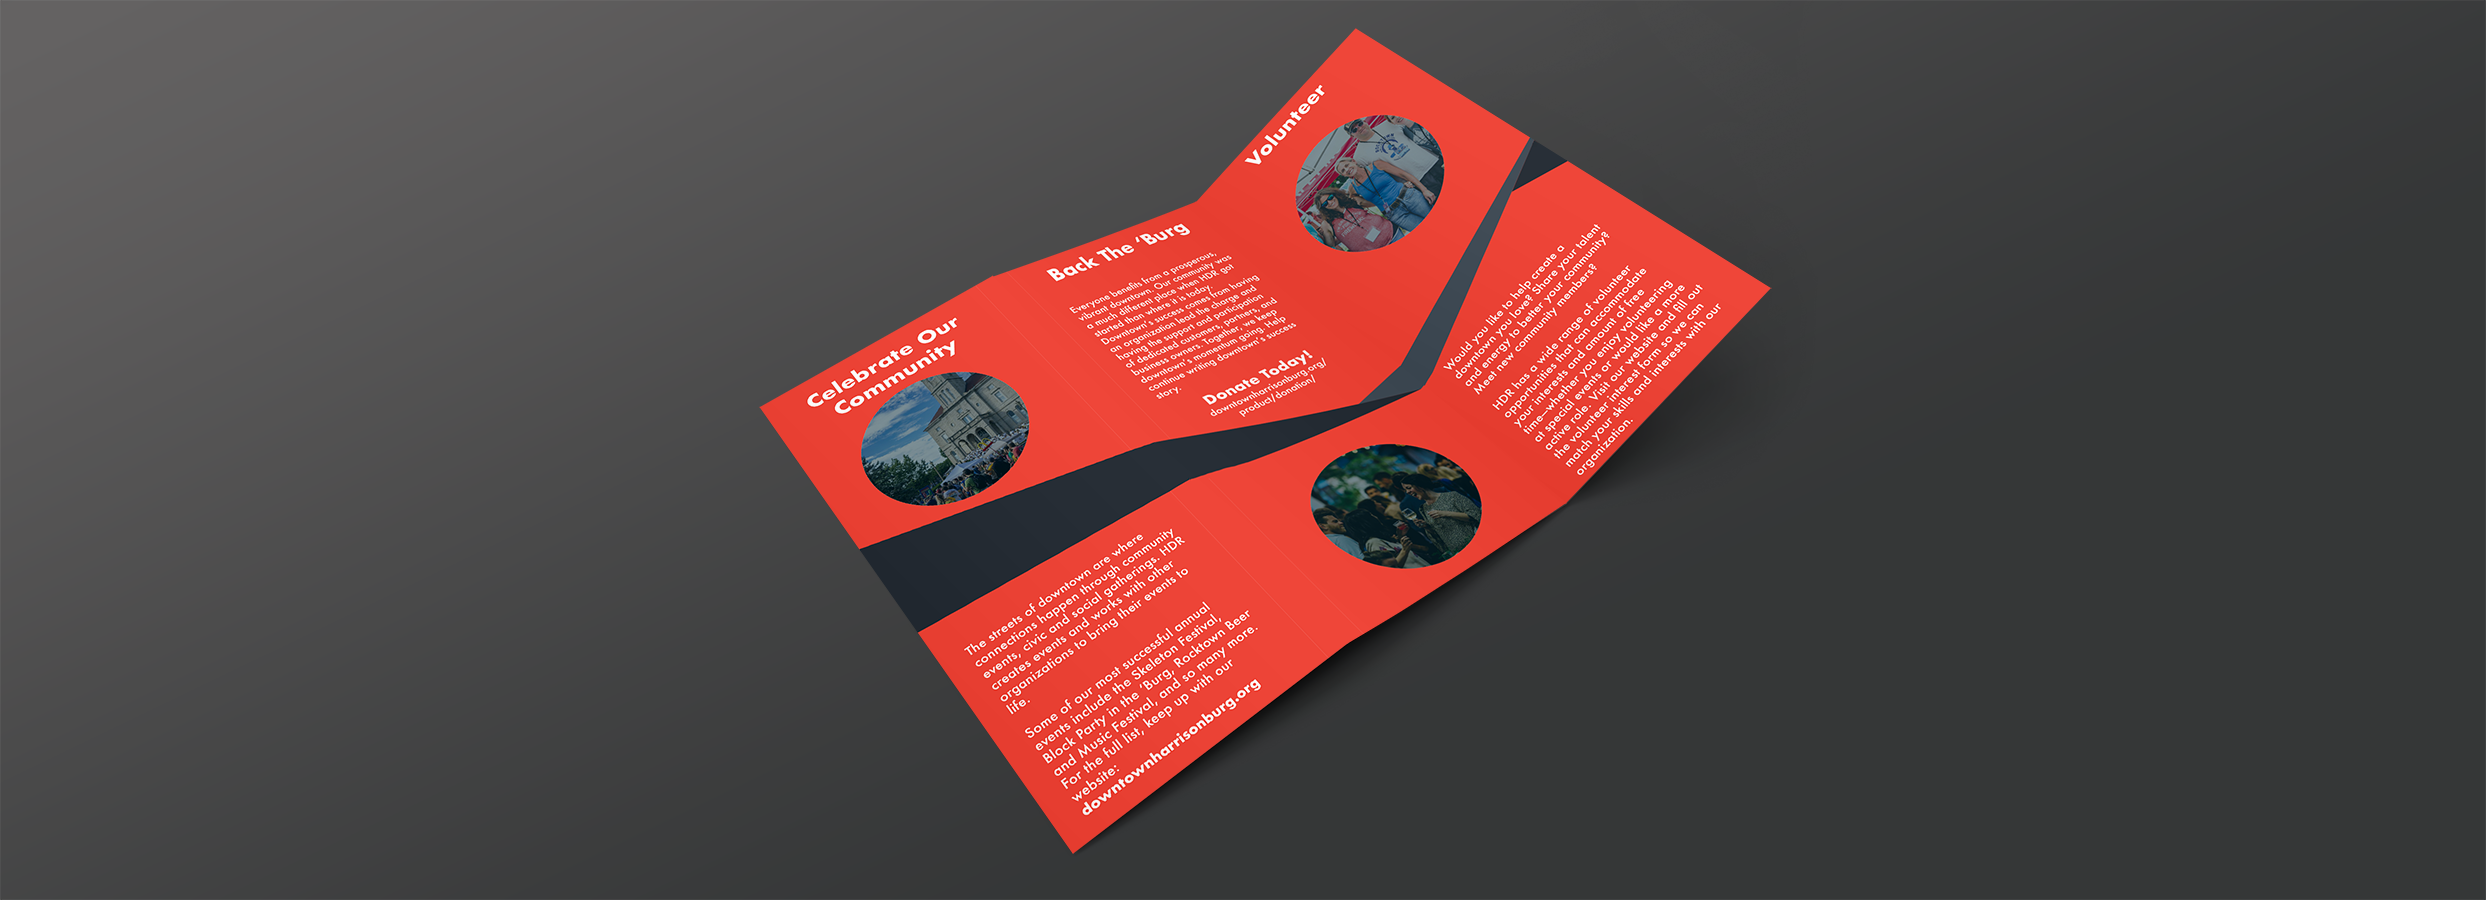 Celebrate Our
Community
The streets of downtown are where
connections happen through community
events, civic and social gatherings. HDR
creates events and works with other
organizations to bring their events to
life.
Some of our most successful annual
events include the Skeleton Festival,
Block Party in the ‘Burg, Rocktown Beer
and Music Festival, and so many more.
For the full list, keep up with our
website:
downtownharrisonburg.org
Back The ‘Burg
Everyone benefits from a prosperous,
vibrant downtown. Our community was
a much different place when HDR got
started than where it is today.
Downtown's success comes from having
an organization lead the charge and
having the support and participation
of dedicated customers, partners, and
business owners. Together, we keep
downtown's momentum going. Help
continue writing downtown's success
story.
Donate Today!
downtownharrisonburg.org/
product/donation/
Volunteer
Would you like to help create a
downtown you love? Share your talent
and energy to better your community?
Meet new community members?
HDR has a wide range of volunteer
opportunities that can accommodate
your interests and amount of free
time—whether you enjoy volunteering
at special events or would like a more
active role. Visit our website and fill out
the volunteer interest form so we can
match your skills and interests with our
organization.